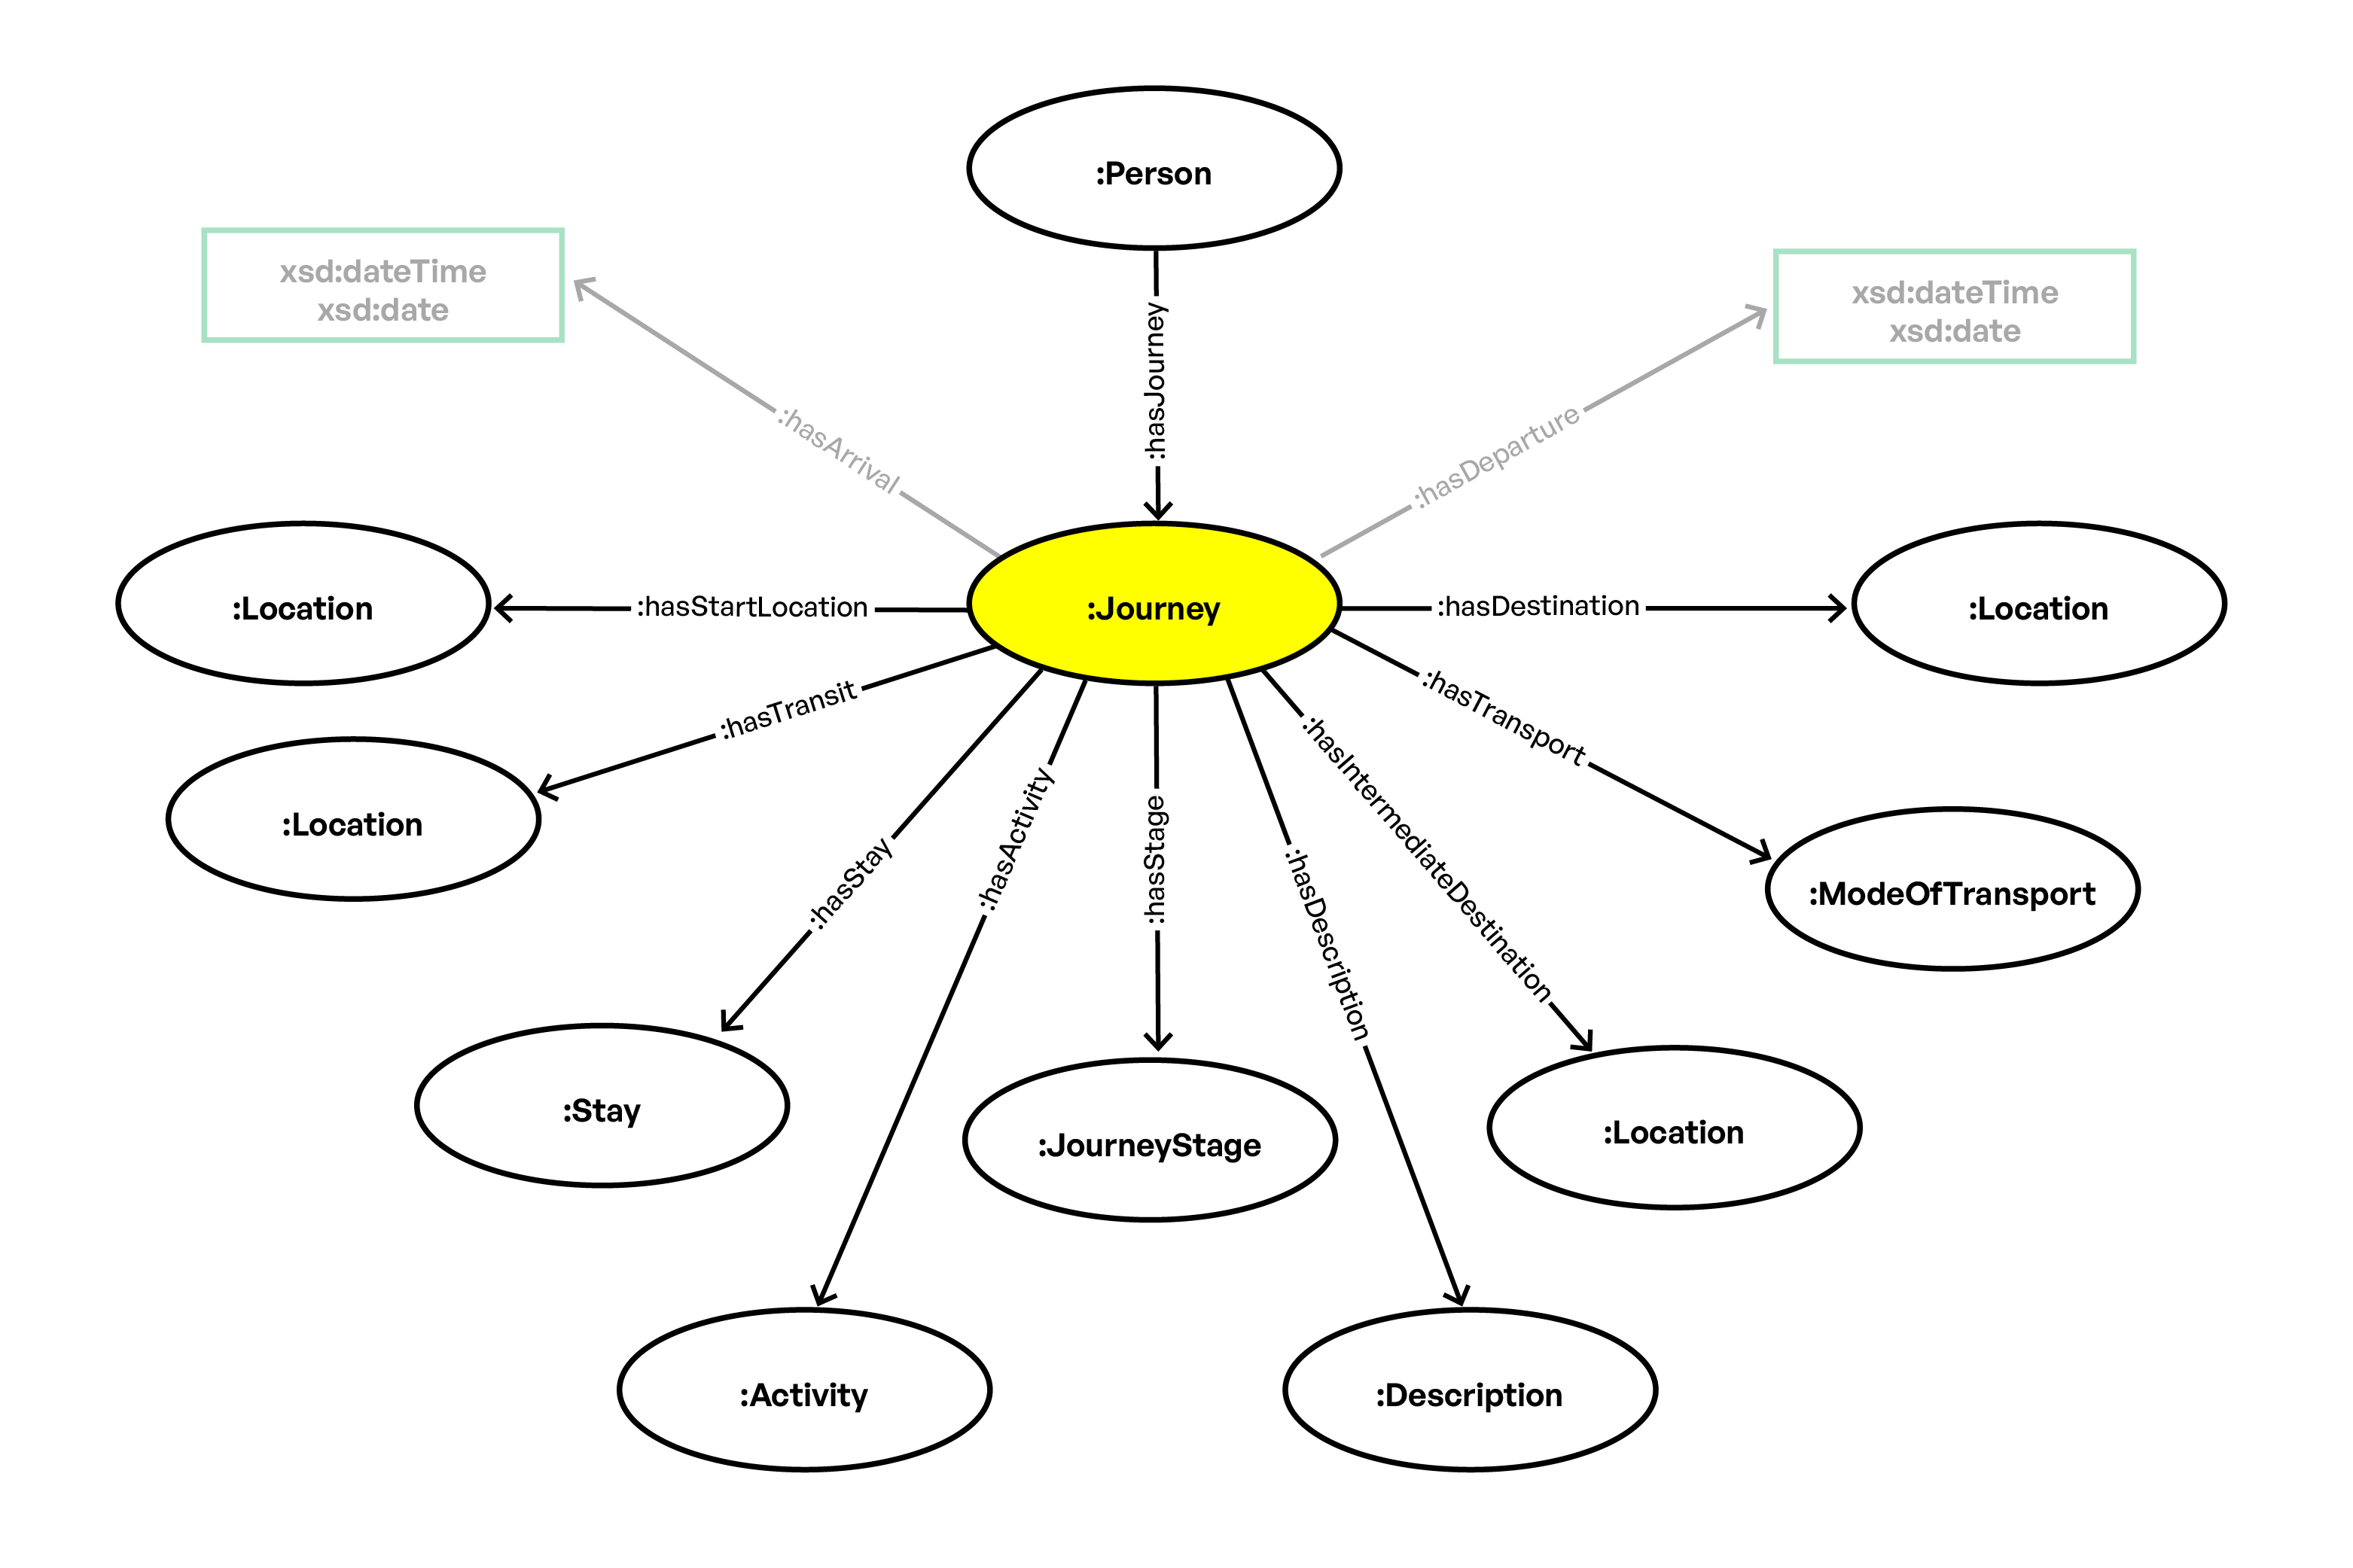 :Person
xsd:dateTime
xsd:date
xsd:dateTime
xsd:date
:hasJourney
:hasArrival
:hasDeparture
:Location
:hasStartLocation
:Journey
:hasDestination
:Location
:hasTransit
:hasTransport
:Location
:hasStay
:hasActivity
:hasStage
:hasDescription
:hasIntermediateDestination
:ModeOfTransport
:Stay
:JourneyStage
:Location
:Activity
:Description